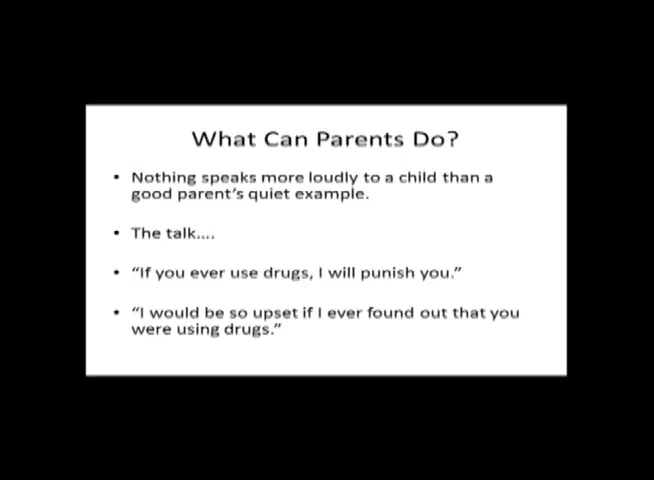 What Can Parents Do?
• Nothing speaks more loudly to a child than a
good parent's quiet example.
• The talk....
• “If you ever use drugs, I will punish you.”
• “I would be so upset if I ever found out that you
were using drugs.”